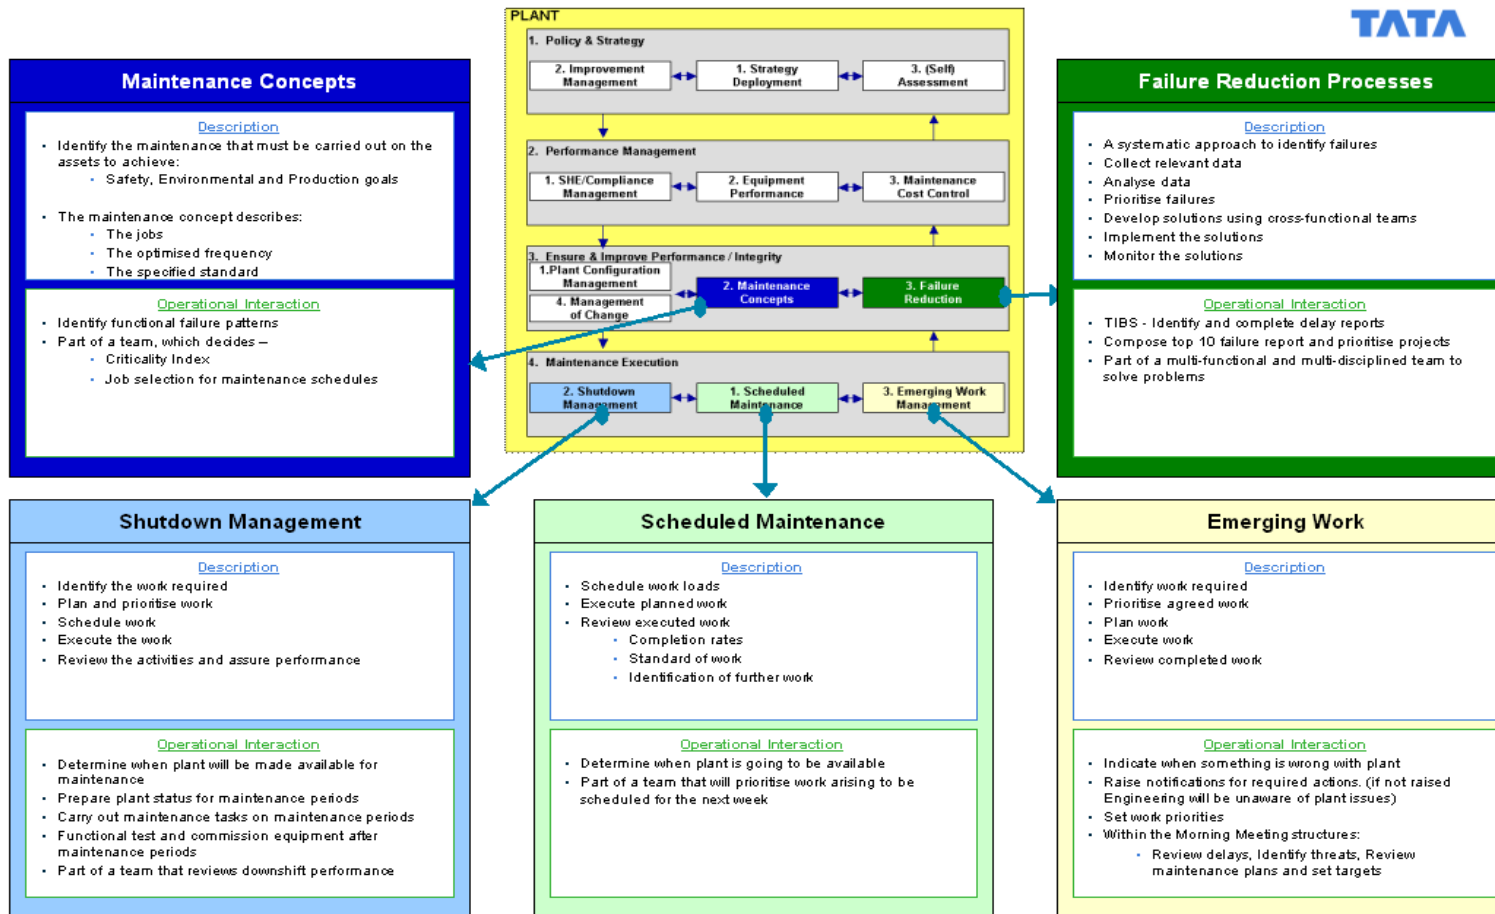 PLANT
TATA
1. Policy & Strategy
2. Improvement
Management
1. Strategy
Deployment
3. (Self)
Assessment
2. Performance Management
1. SHE/Compliance
Management
2. Equipment
Performance
3. Maintenance
Cost Control
3. Ensure & Improve Performance / Integrity
1.Plant Configuration
Management
4. Management
of Change
2. Maintenance
Concepts
3. Failure
Reduction
4. Maintenance Execution
2. Shutdown
Management
1. Scheduled
Maintenance
3. Emerging Work
Management
Maintenance Concepts
Description
• Identify the maintenance that must be carried out on the
assets to achieve:
• Safety, Environmental and Production goals
• The maintenance concept describes:
• The jobs
• The optimised frequency
• The specified standard
Operational Interaction
• Identify functional failure patterns
• Part of a team, which decides –
• Criticality Index
• Job selection for maintenance schedules
Failure Reduction Processes
Description
• A systematic approach to identify failures
• Collect relevant data
• Analyse data
• Prioritise failures
• Develop solutions using cross-functional teams
• Implement the solutions
• Monitor the solutions
Operational Interaction
• TIBS - Identify and complete delay reports
• Compose top 10 failure report and prioritise projects
• Part of a multi-functional and multi-disciplined team to
solve problems
Shutdown Management
Description
• Identify the work required
• Plan and prioritise work
• Schedule work
• Execute the work
• Review the activities and assure performance
Operational Interaction
• Determine when plant will be made available for
maintenance
• Prepare plant status for maintenance periods
• Carry out maintenance tasks on maintenance periods
• Functional test and commission equipment after
maintenance periods
• Part of a team that reviews downshift performance
Scheduled Maintenance
Description
• Schedule work loads
• Execute planned work
• Review executed work
• Completion rates
• Standard of work
• Identification of further work
Operational Interaction
• Determine when plant is going to be available
• Part of a team that will prioritise work arising to be
scheduled for the next week
Emerging Work
Description
• Identify work required
• Prioritise agreed work
• Plan work
• Execute work
• Review completed work
Operational Interaction
• Indicate when something is wrong with plant
• Raise notifications for required actions. (if not raised
Engineering will be unaware of plant issues)
• Set work priorities
• Within the Morning Meeting structures:
• Review delays, Identify threats, Review
maintenance plans and set targets